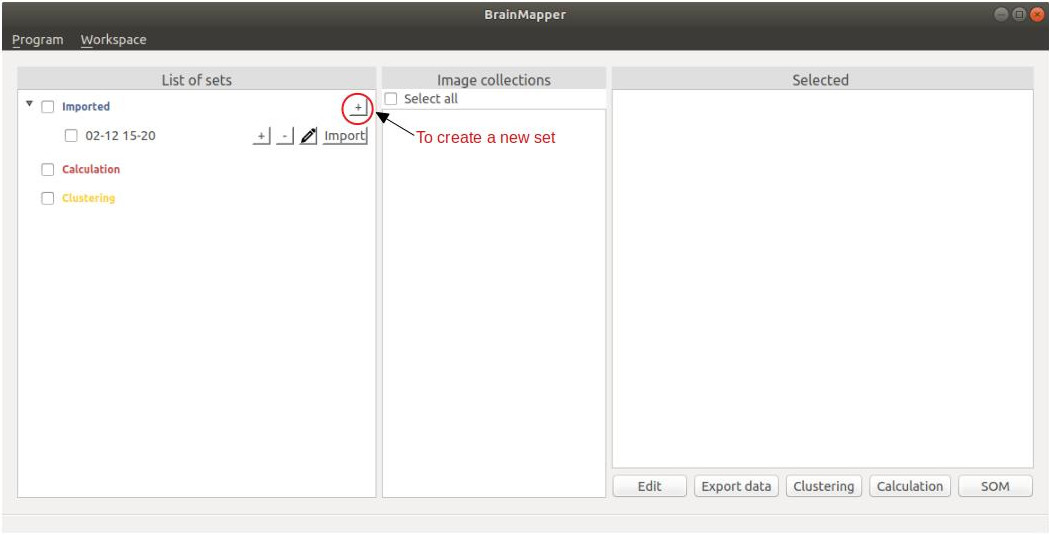 BrainMapper
Program Workspace
List of sets
Image collections
Selected
Imported +
Select all
02-12 15-20 + - Import
To create a new set
Calculation
Clustering
Edit Export data Clustering Calculation SOM